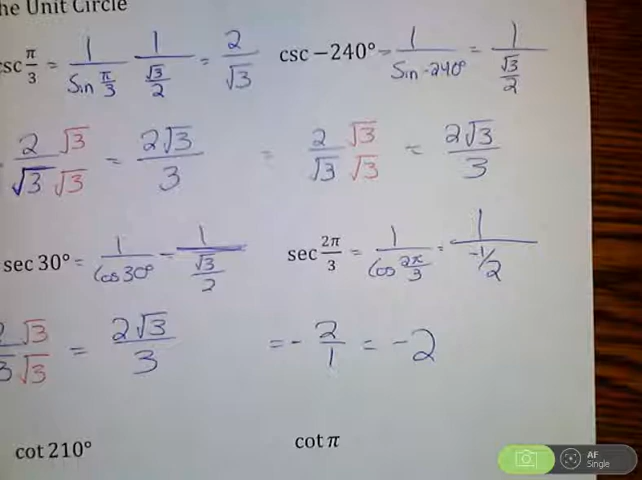 he Unit Circle
sc π/3 = 1/(Sin π/3) 1/(√3/2) = 2/√3
csc −240° = 1/(Sin -240°) = 1/(√3/2)
2/√3 √3/√3 = 2√3/3
= 2/√3 √3/√3 = 2√3/3
sec 30° = 1/(Cos 30°) = 1/(√3/2)
sec 2π/3 = 1/(Cos 2π/3) = 1/(-1/2)
√3/√3 = 2√3/3
= - 2/1 = -2
cot 210°
cot π
AF
Single